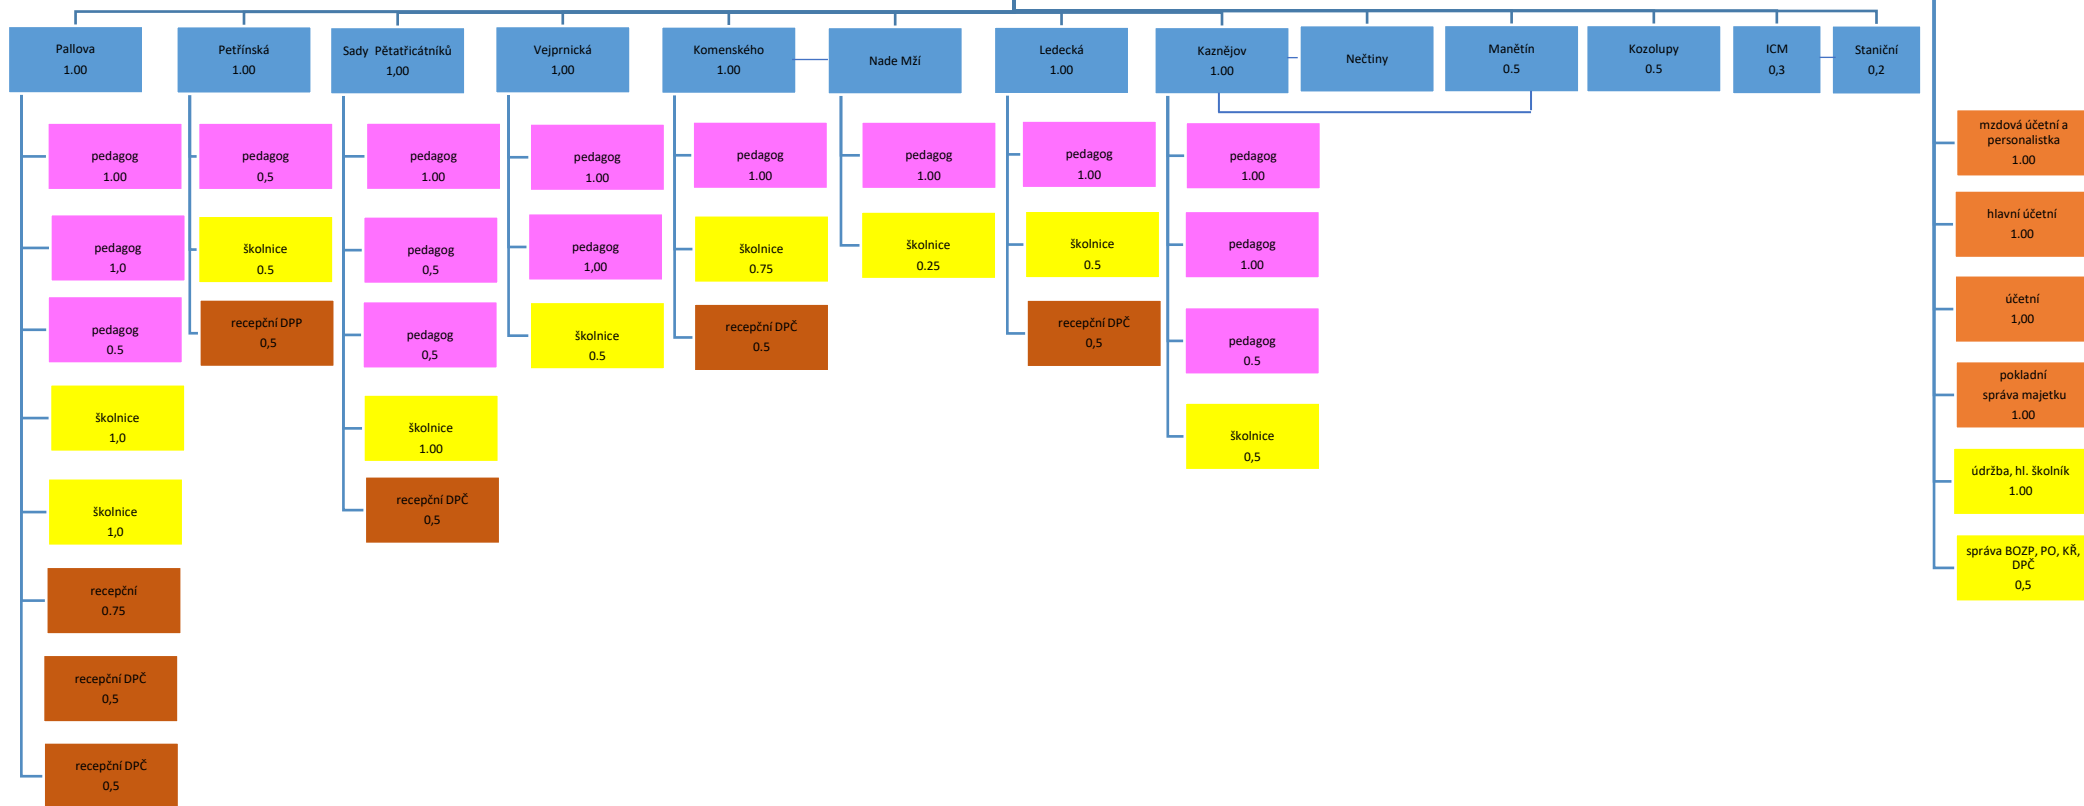 Pallova
1.00
Petřínská
1.00
Sady Pětatřicátníků
1,00
Vejprnická
1,00
Komenského
1.00
Nade Mží
Ledecká
1.00
Kaznějov
1.00
Nečtiny
Manětín
0.5
Kozolupy
0.5
ICM
0,3
Staniční
0,2
pedagog
1.00
pedagog
1,0
pedagog
0.5
školnice
1,0
školnice
1,0
recepční
0.75
recepční DPČ
0,5
recepční DPČ
0,5
pedagog
0,5
školnice
0.5
recepční DPP
0,5
pedagog
1.00
pedagog
0,5
pedagog
0,5
školnice
1.00
recepční DPČ
0,5
pedagog
1.00
pedagog
1,00
školnice
0.5
pedagog
1.00
školnice
0.75
recepční DPČ
0.5
pedagog
1.00
školnice
0.25
pedagog
1.00
školnice
0.5
recepční DPČ
0,5
pedagog
1.00
pedagog
1.00
pedagog
0.5
školnice
0,5
mzdová účetní a
personalistka
1.00
hlavní účetní
1.00
účetní
1,00
pokladní
správa majetku
1.00
údržba, hl. školník
1.00
správa BOZP, PO, KŘ,
DPČ
0,5